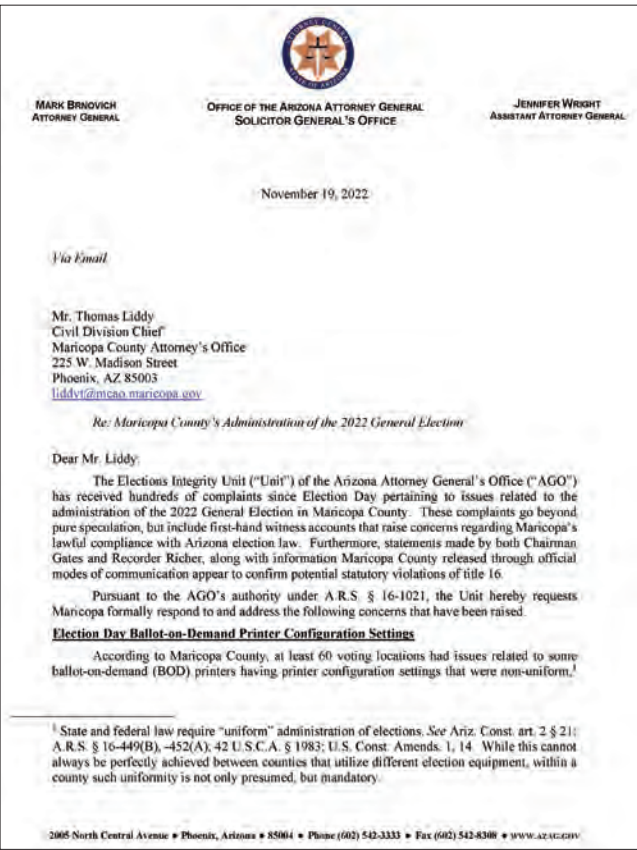 ATTORNEY GENERAL
STATE OF ARIZONA
MARK BRNOVICH
ATTORNEY GENERAL
OFFICE OF THE ARIZONA ATTORNEY GENERAL
SOLICITOR GENERAL'S OFFICE
JENNIFER WRIGHT
ASSISTANT ATTORNEY GENERAL
November 19, 2022
Via Email
Mr. Thomas Liddy
Civil Division Chief
Maricopa County Attorney's Office
225 W. Madison Street
Phoenix, AZ 85003
liddyt@mcao.maricopa.gov
Re: Maricopa County's Administration of the 2022 General Election
Dear Mr. Liddy:
The Elections Integrity Unit ("Unit") of the Arizona Attorney General's Office ("AGO")
has received hundreds of complaints since Election Day pertaining to issues related to the
administration of the 2022 General Election in Maricopa County. These complaints go beyond
pure speculation, but include first-hand witness accounts that raise concerns regarding Maricopa's
lawful compliance with Arizona election law. Furthermore, statements made by both Chairman
Gates and Recorder Richer, along with information Maricopa County released through official
modes of communication appear to confirm potential statutory violations of title 16.
Pursuant to the AGO's authority under A.R.S. § 16-1021, the Unit hereby requests
Maricopa formally respond to and address the following concerns that have been raised.
Election Day Ballot-on-Demand Printer Configuration Settings
According to Maricopa County, at least 60 voting locations had issues related to some
ballot-on-demand (BOD) printers having printer configuration settings that were non-uniform,¹
¹ State and federal law require "uniform" administration of elections. See Ariz. Const. art. 2 § 21;
A.R.S. § 16-449(B), -452(A); 42 U.S.C.A. § 1983; U.S. Const. Amends. 1, 14. While this cannot
always be perfectly achieved between counties that utilize different election equipment, within a
county such uniformity is not only presumed, but mandatory.
2005 North Central Avenue • Phoenix, Arizona • 85004 • Phone (602) 542-3333 • Fax (602) 542-8308 • www.azag.gov